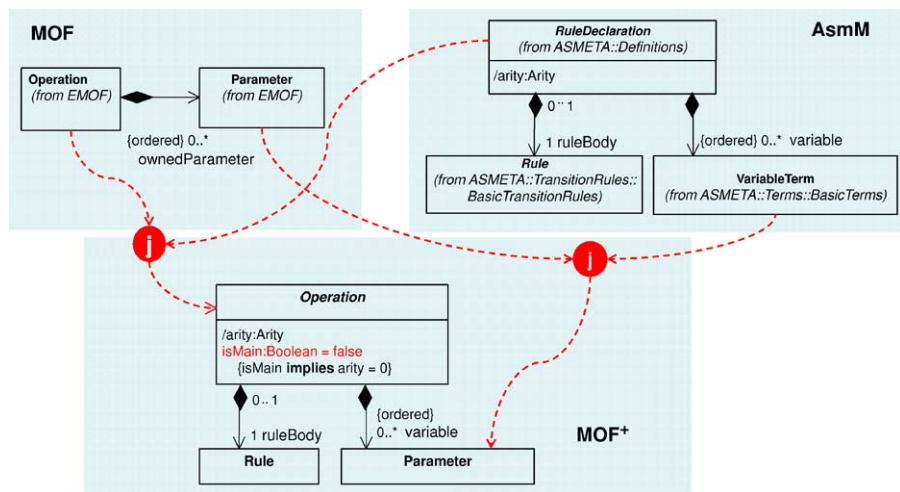 MOF
Operation
(from EMOF)
Parameter
(from EMOF)
{ordered} 0..*
ownedParameter
AsmM
RuleDeclaration
(from ASMETA::Definitions)
/arity:Arity
0..1
1 ruleBody
{ordered} 0..* variable
Rule
(from ASMETA::TransitionRules::
BasicTransitionRules)
VariableTerm
(from ASMETA::Terms::BasicTerms)
j
j
Operation
/arity:Arity
isMain:Boolean = false
{isMain implies arity = 0}
0..1
1 ruleBody
{ordered}
0..* variable
Rule
Parameter
MOF+